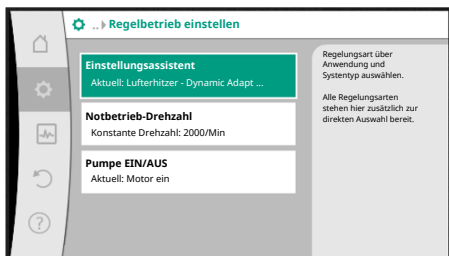 .. Regelbetrieb einstellen
Einstellungsassistent
Aktuell: Lufterhitzer - Dynamic Adapt ...
Notbetrieb-Drehzahl
Konstante Drehzahl: 2000/Min
Pumpe EIN/AUS
Aktuell: Motor ein
Regelungsart über
Anwendung und
Systemtyp auswählen.
Alle Regelungsarten
stehen hier zusätzlich zur
direkten Auswahl bereit.
?